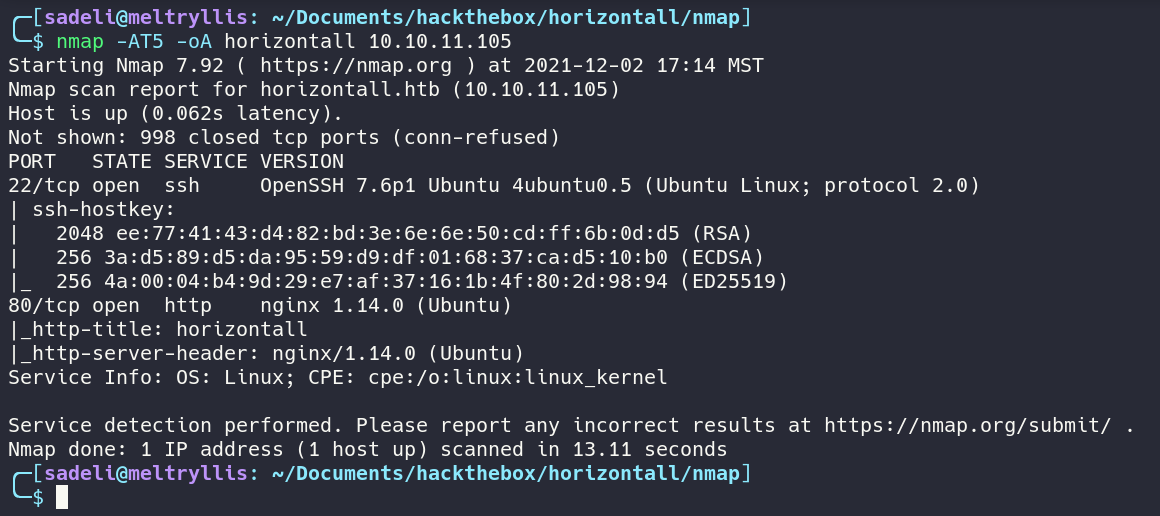 [sadeli@meltryllis: ~/Documents/hackthebox/horizontall/nmap]
$ nmap -AT5 -oA horizontall 10.10.11.105
Starting Nmap 7.92 ( https://nmap.org ) at 2021-12-02 17:14 MST
Nmap scan report for horizontall.htb (10.10.11.105)
Host is up (0.062s latency).
Not shown: 998 closed tcp ports (conn-refused)
PORT   STATE SERVICE VERSION
22/tcp open  ssh     OpenSSH 7.6p1 Ubuntu 4ubuntu0.5 (Ubuntu Linux; protocol 2.0)
| ssh-hostkey:
|   2048 ee:77:41:43:d4:82:bd:3e:6e:6e:50:cd:ff:6b:0d:d5 (RSA)
|   256 3a:d5:89:d5:da:95:59:d9:df:01:68:37:ca:d5:10:b0 (ECDSA)
|_  256 4a:00:04:b4:9d:29:e7:af:37:16:1b:4f:80:2d:98:94 (ED25519)
80/tcp open  http    nginx 1.14.0 (Ubuntu)
|_http-title: horizontall
|_http-server-header: nginx/1.14.0 (Ubuntu)
Service Info: OS: Linux; CPE: cpe:/o:linux:linux_kernel

Service detection performed. Please report any incorrect results at https://nmap.org/submit/ .
Nmap done: 1 IP address (1 host up) scanned in 13.11 seconds
[sadeli@meltryllis: ~/Documents/hackthebox/horizontall/nmap]
$